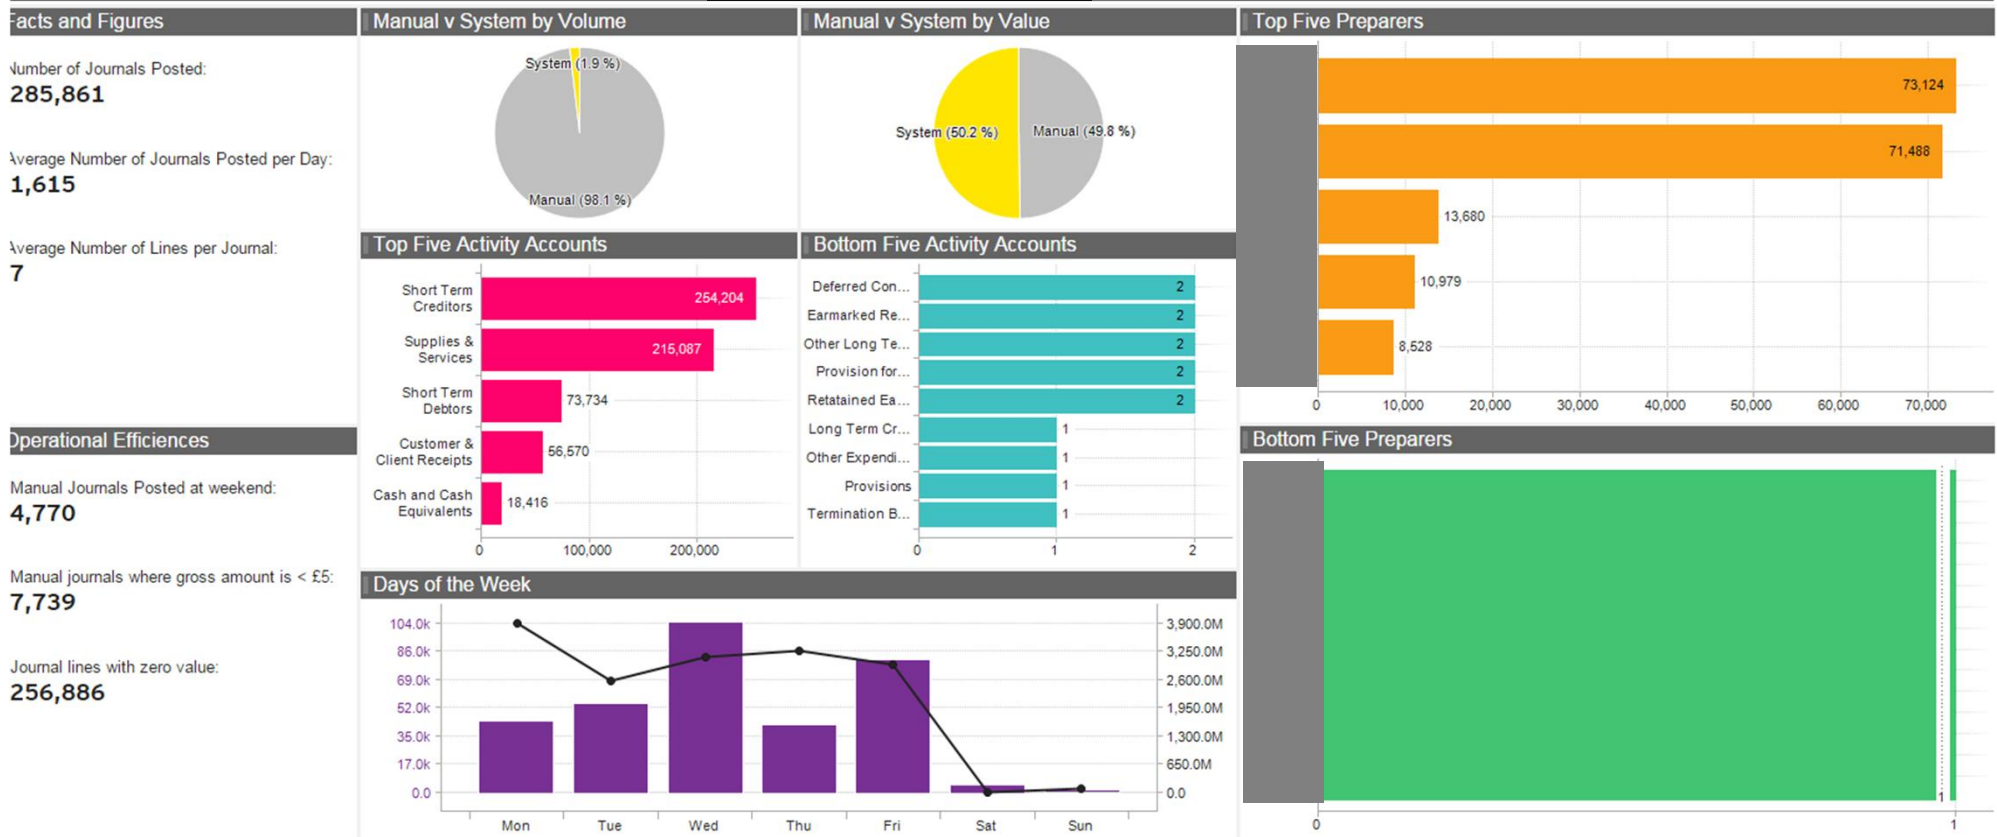 Facts and Figures
Number of Journals Posted:
285,861
Average Number of Journals Posted per Day:
1,615
Average Number of Lines per Journal:
7
Operational Efficiences
Manual Journals Posted at weekend:
4,770
Manual journals where gross amount is < £5:
7,739
Journal lines with zero value:
256,886
Manual v System by Volume
System (1.9 %)
Manual (98.1 %)
Manual v System by Value
System (50.2 %)
Manual (49.8 %)
Top Five Activity Accounts
Short Term
Creditors
254,204
Supplies &
Services
215,087
Short Term
Debtors
73,734
Customer &
Client Receipts
56,570
Cash and Cash
Equivalents
18,416
0 100,000 200,000
Bottom Five Activity Accounts
Deferred Con... 2
Earmarked Re... 2
Other Long Te... 2
Provision for... 2
Retatained Ea... 2
Long Term Cr... 1
Other Expendi... 1
Provisions 1
Termination B... 1
0 1 2
Days of the Week
104.0k 3,900.0M
86.0k 3,250.0M
69.0k 2,600.0M
52.0k 1,950.0M
35.0k 1,300.0M
17.0k 650.0M
0.0 0.0
Mon Tue Wed Thu Fri Sat Sun
Top Five Preparers
73,124
71,488
13,680
10,979
8,528
0 10,000 20,000 30,000 40,000 50,000 60,000 70,000
Bottom Five Preparers
1
0 1